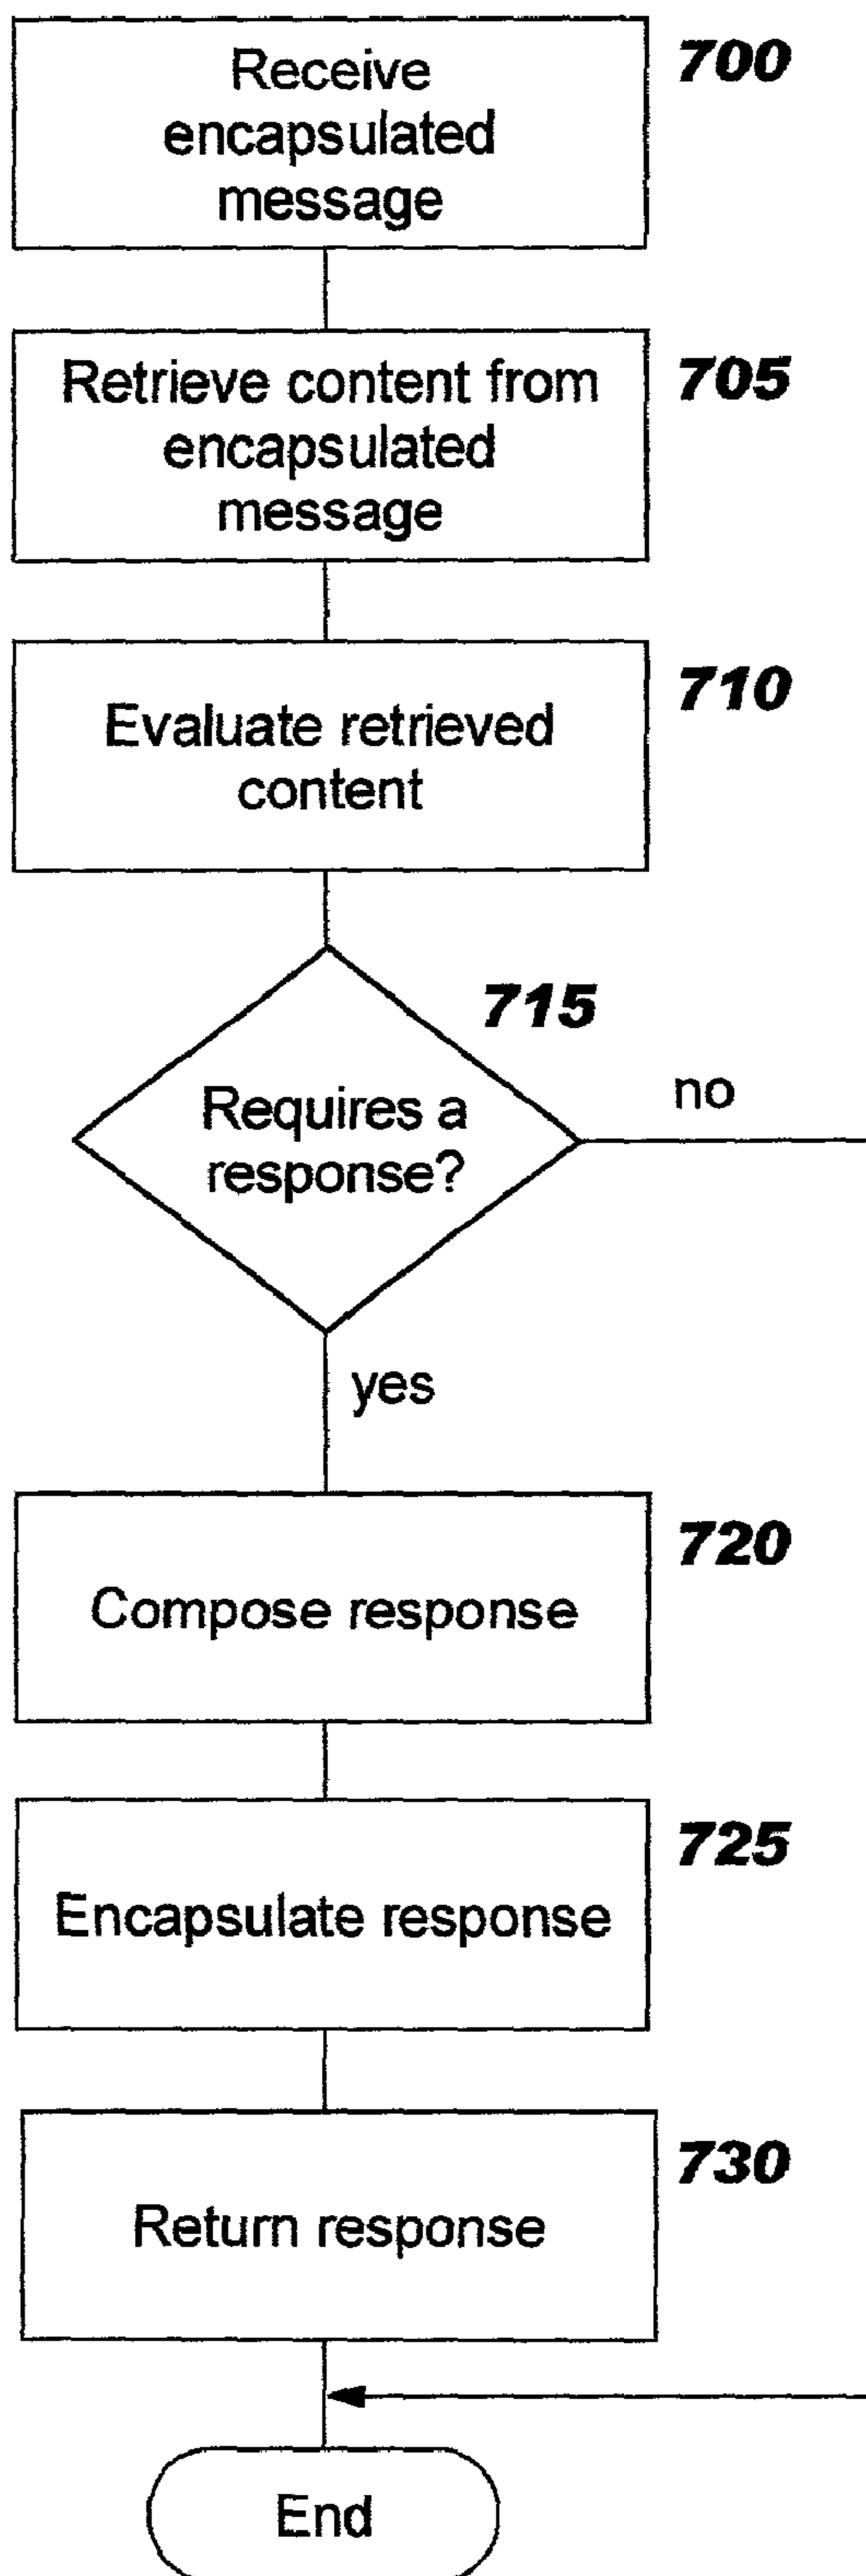 Receive
encapsulated
message
700
Retrieve content from
encapsulated
message
705
Evaluate retrieved
content
710
715
Requires a
response?
no
yes
Compose response
720
Encapsulate response
725
Return response
730
End